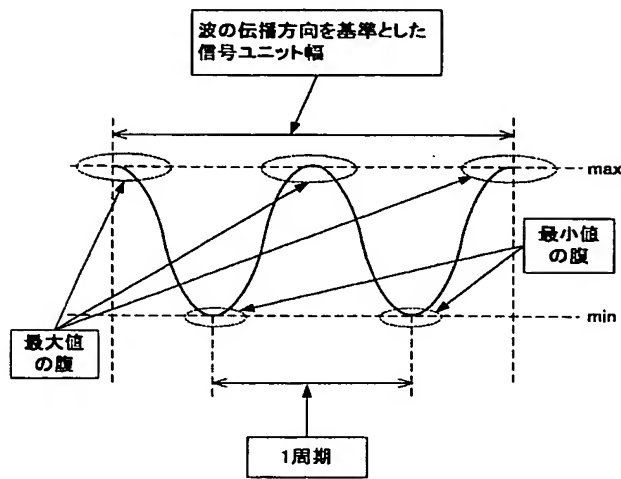 波の伝播方向を基準とした
信号ユニット幅
max
最小値
の腹
min
最大値
の腹
1周期